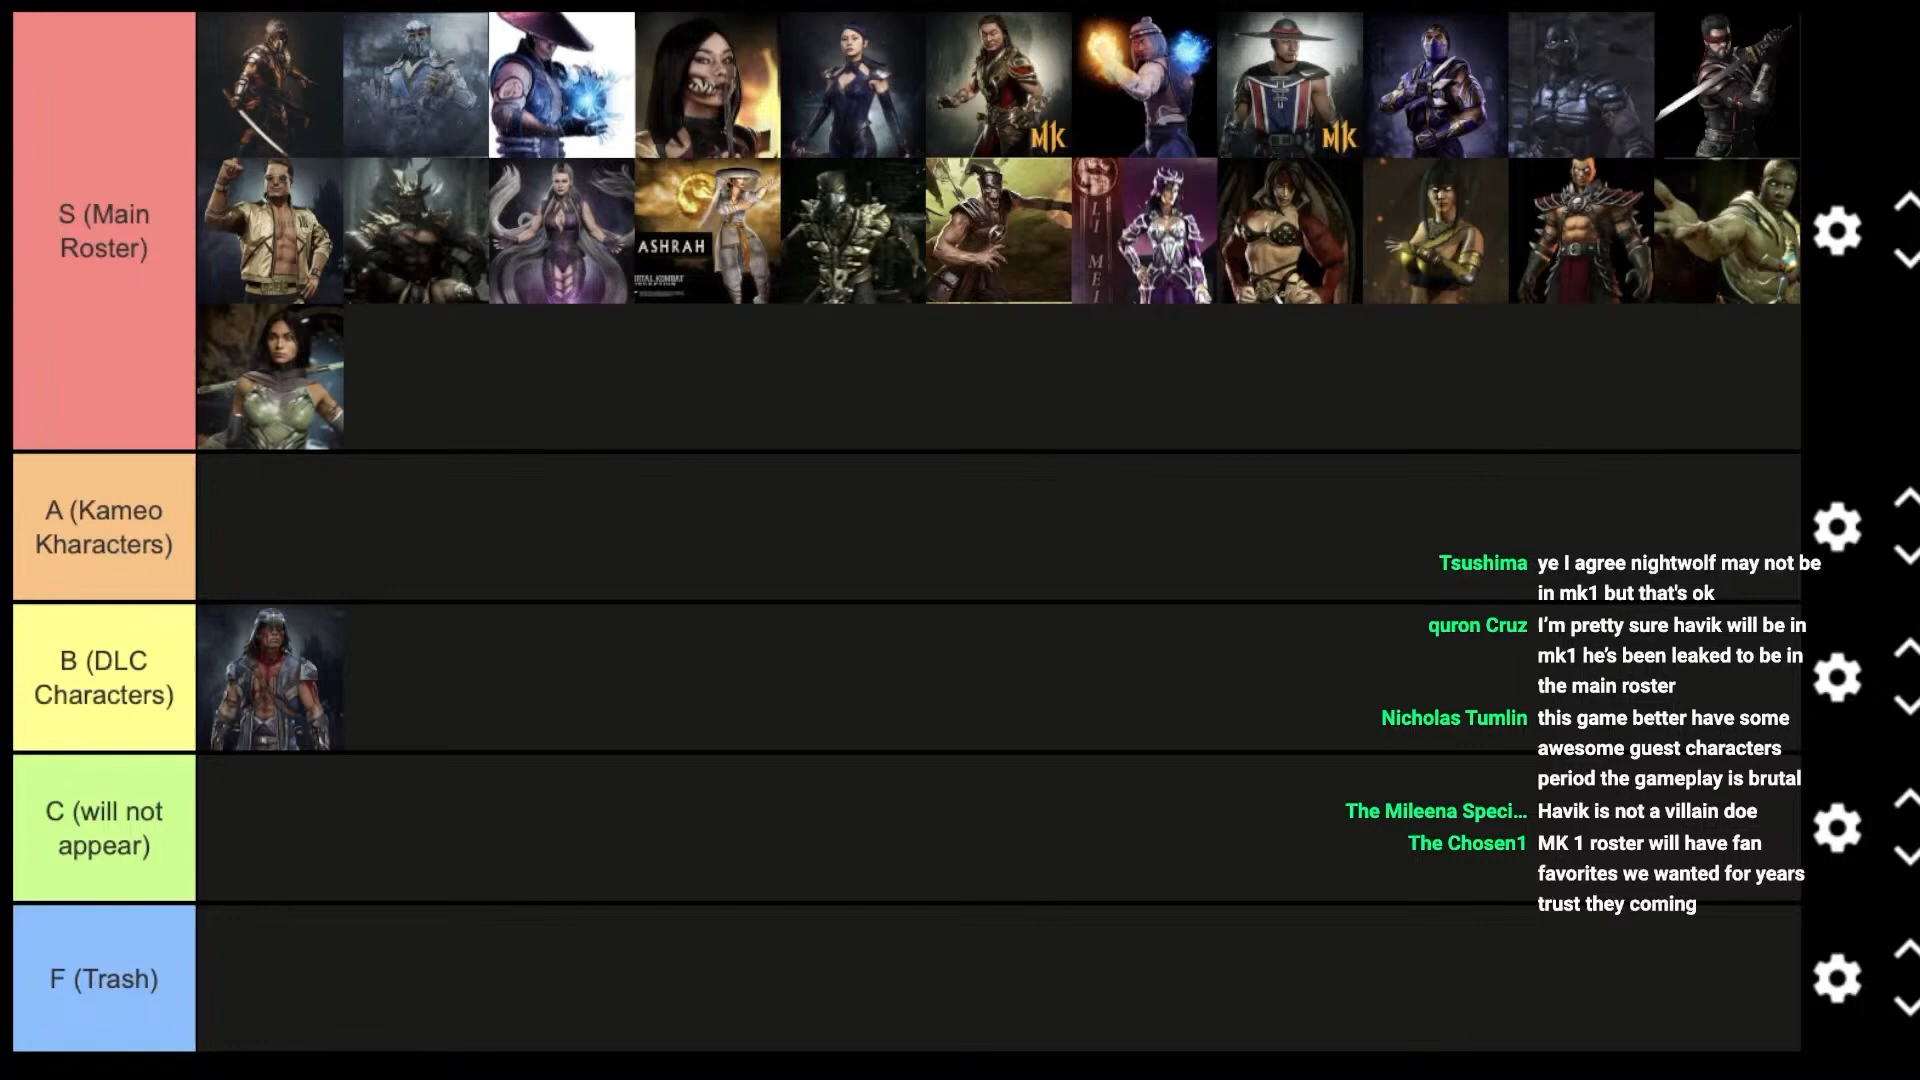 MK
MK
S (Main
Roster)
ASHRAH
LI MEI
A (Kameo
Kharacters)
Tsushima ye I agree nightwolf may not be
in mk1 but that's ok
B (DLC
Characters)
quron Cruz I'm pretty sure havik will be in
mk1 he's been leaked to be in
the main roster
Nicholas Tumlin this game better have some
awesome guest characters
period the gameplay is brutal
C (will not
appear)
The Mileena Speci... Havik is not a villain doe
The Chosen1 MK 1 roster will have fan
favorites we wanted for years
trust they coming
F (Trash)